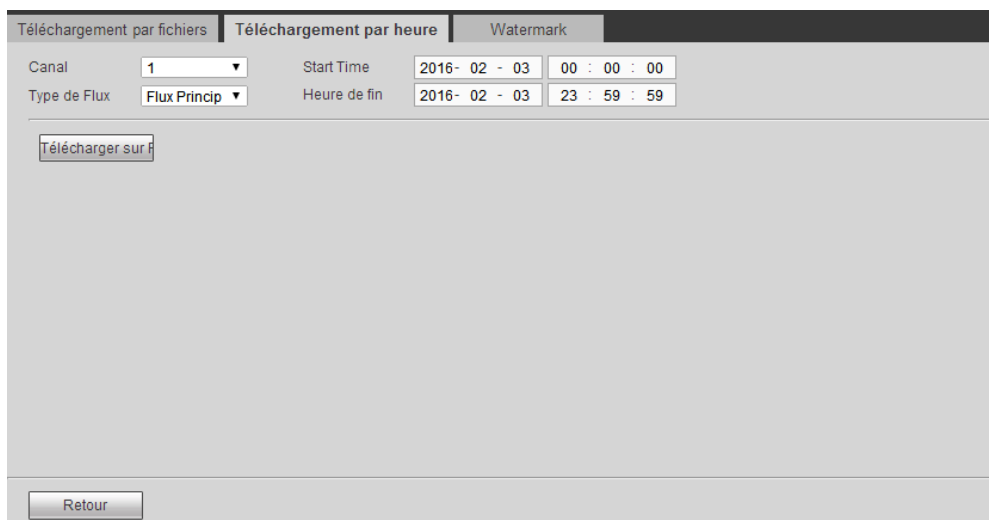 Téléchargement par fichiers Téléchargement par heure Watermark
Canal 1 Start Time 2016- 02 - 03 00 : 00 : 00
Type de Flux Flux Princip Heure de fin 2016- 02 - 03 23 : 59 : 59
Télécharger sur
Retour